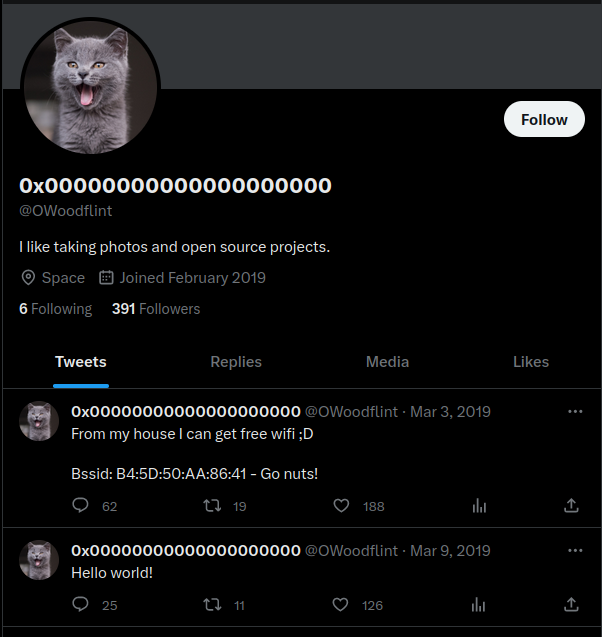 Follow
0x00000000000000000000
@OWoodflint
I like taking photos and open source projects.
Space Joined February 2019
6 Following 391 Followers
Tweets Replies Media Likes
0x00000000000000000000 @OWoodflint · Mar 3, 2019
From my house I can get free wifi ;D
Bssid: B4:5D:50:AA:86:41 - Go nuts!
62 19 188
0x00000000000000000000 @OWoodflint · Mar 9, 2019
Hello world!
25 11 126